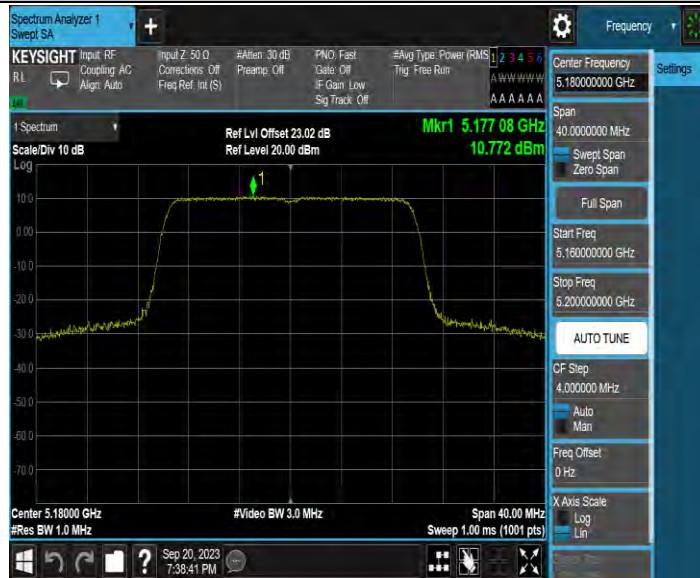 Spectrum Analyzer 1
Swept SA
+
Frequency
KEYSIGHT
RL
Input: RF
Coupling: AC
Align: Auto
Input Z: 50 Ω
Corrections: Off
Freq Ref: Int (S)
#Atten: 30 dB
Preamp: Off
PNO: Fast
Gate: Off
IF Gain: Low
Sig Track: Off
#Avg Type: Power (RMS)
Trig: Free Run
1 2 3 4 5 6
A W W W W W
A A A A A A
1 Spectrum
Scale/Div 10 dB
Ref Lvl Offset 23.02 dB
Ref Level 20.00 dBm
Mkr1 5.177 08 GHz
10.772 dBm
Log
1
10.0
0.00
-10.0
-20.0
-30.0
-40.0
-50.0
-60.0
-70.0
Center 5.18000 GHz
#Res BW 1.0 MHz
#Video BW 3.0 MHz
Span 40.00 MHz
Sweep 1.00 ms (1001 pts)
?
Sep 20, 2023
7:38:41 PM
Center Frequency
5.180000000 GHz
Settings
Span
40.0000000 MHz
Swept Span
Zero Span
Full Span
Start Freq
5.160000000 GHz
Stop Freq
5.200000000 GHz
AUTO TUNE
CF Step
4.000000 MHz
Auto
Man
Freq Offset
0 Hz
X Axis Scale
Log
Lin